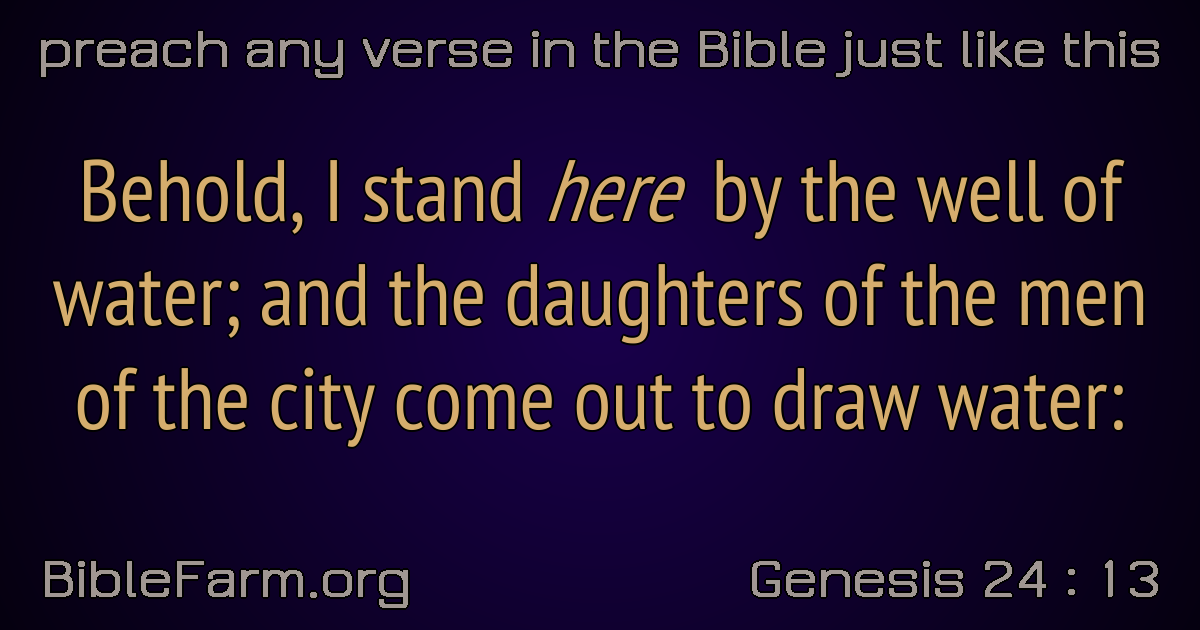 preach any verse in the Bible just like this
Behold, I stand here by the well of
water; and the daughters of the men
of the city come out to draw water:
BibleFarm.org
Genesis 24 : 13